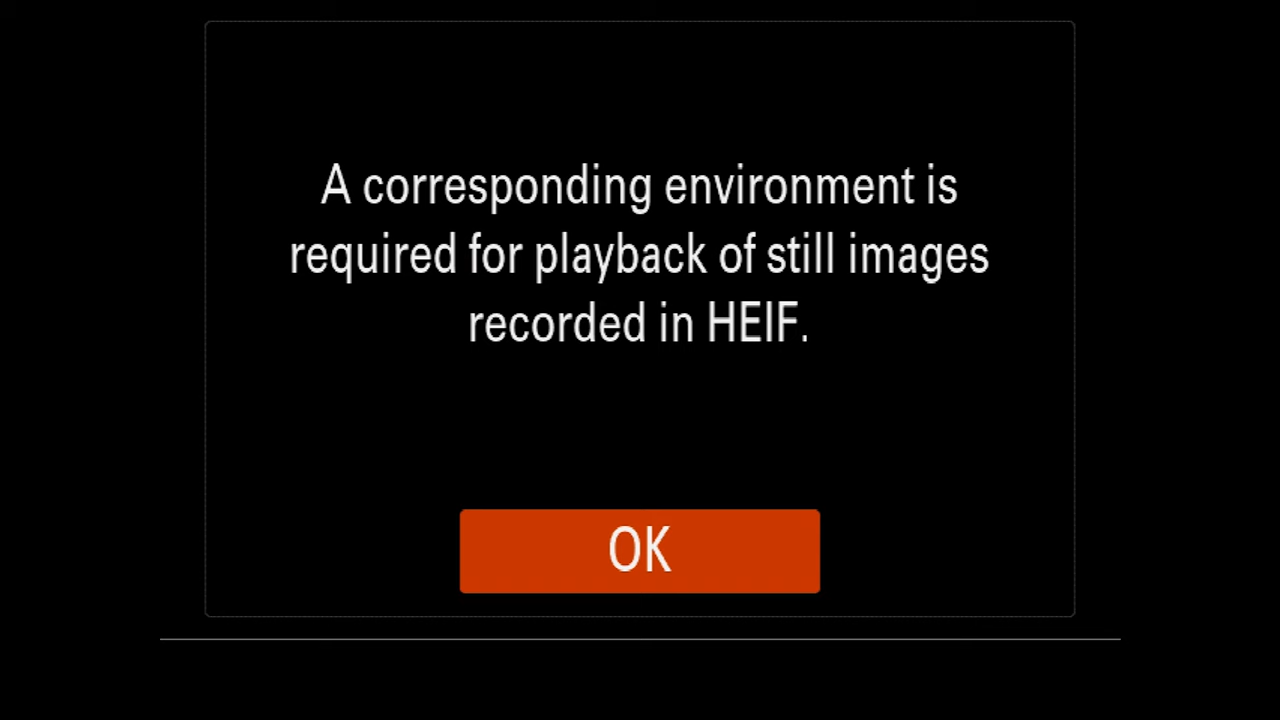 A corresponding environment is
required for playback of still images
recorded in HEIF.
OK